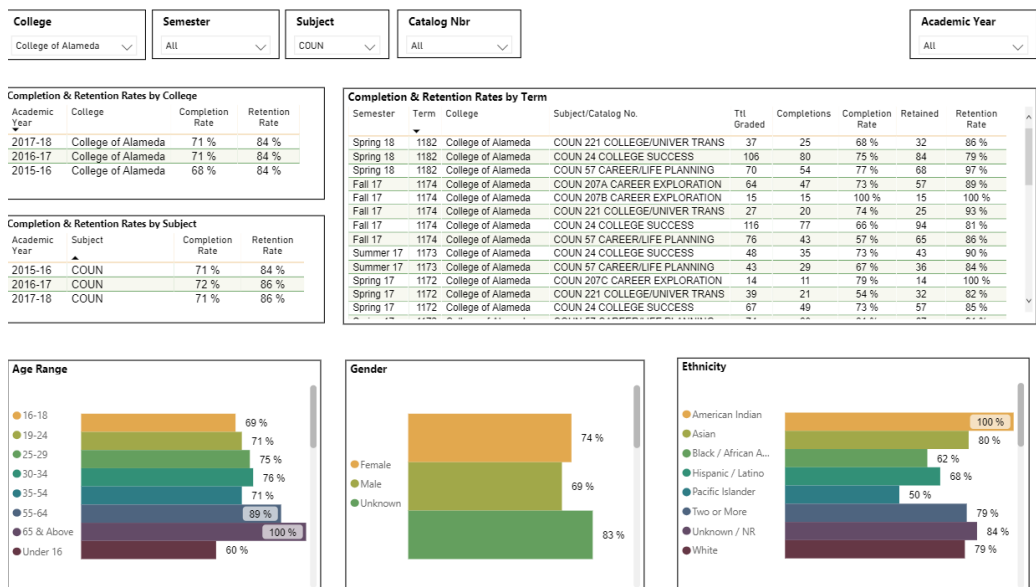 College Semester Subject Catalog Nbr Academic Year
College of Alameda All COUN All All
Completion & Retention Rates by College
Academic Year College Completion Rate Retention Rate
2017-18 College of Alameda 71 % 84 %
2016-17 College of Alameda 71 % 84 %
2015-16 College of Alameda 68 % 84 %
Completion & Retention Rates by Subject
Academic Year Subject Completion Rate Retention Rate
2015-16 COUN 71 % 84 %
2016-17 COUN 72 % 86 %
2017-18 COUN 71 % 86 %
Completion & Retention Rates by Term
Semester Term College Subject/Catalog No. Ttl Graded Completions Completion Rate Retained Retention Rate
Spring 18 1182 College of Alameda COUN 221 COLLEGE/UNIVER TRANS 37 25 68 % 32 86 %
Spring 18 1182 College of Alameda COUN 24 COLLEGE SUCCESS 106 80 75 % 84 79 %
Spring 18 1182 College of Alameda COUN 57 CAREER/LIFE PLANNING 70 54 77 % 68 97 %
Fall 17 1174 College of Alameda COUN 207A CAREER EXPLORATION 64 47 73 % 57 89 %
Fall 17 1174 College of Alameda COUN 207B CAREER EXPLORATION 15 15 100 % 15 100 %
Fall 17 1174 College of Alameda COUN 221 COLLEGE/UNIVER TRANS 27 20 74 % 25 93 %
Fall 17 1174 College of Alameda COUN 24 COLLEGE SUCCESS 116 77 66 % 94 81 %
Fall 17 1174 College of Alameda COUN 57 CAREER/LIFE PLANNING 76 43 57 % 65 86 %
Summer 17 1173 College of Alameda COUN 24 COLLEGE SUCCESS 48 35 73 % 43 90 %
Summer 17 1173 College of Alameda COUN 57 CAREER/LIFE PLANNING 43 29 67 % 36 84 %
Spring 17 1172 College of Alameda COUN 207C CAREER EXPLORATION 14 11 79 % 14 100 %
Spring 17 1172 College of Alameda COUN 221 COLLEGE/UNIVER TRANS 39 21 54 % 32 82 %
Spring 17 1172 College of Alameda COUN 24 COLLEGE SUCCESS 67 49 73 % 57 85 %
Age Range
16-18 69 %
19-24 71 %
25-29 75 %
30-34 76 %
35-54 71 %
55-64 89 %
65 & Above 100 %
Under 16 60 %
Gender
Female 74 %
Male 69 %
Unknown 83 %
Ethnicity
American Indian 100 %
Asian 80 %
Black / African A... 62 %
Hispanic / Latino 68 %
Pacific Islander 50 %
Two or More 79 %
Unknown / NR 84 %
White 79 %